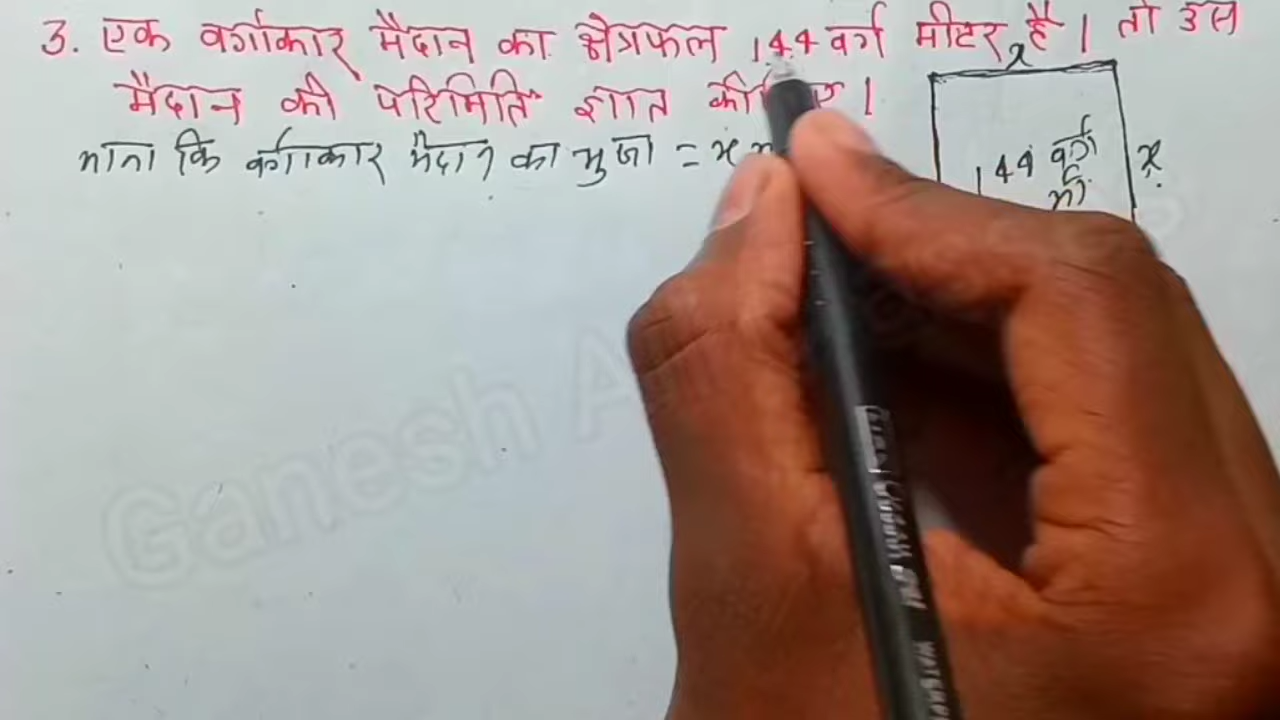 3. एक वर्गाकार मैदान का क्षेत्रफल 144 वर्ग मीटर है। तो उस
मैदान की परिमिति ज्ञात
माना कि वर्गाकार मैदान का भुजा = x
x
144 वर्ग
मी
x
Ganesh